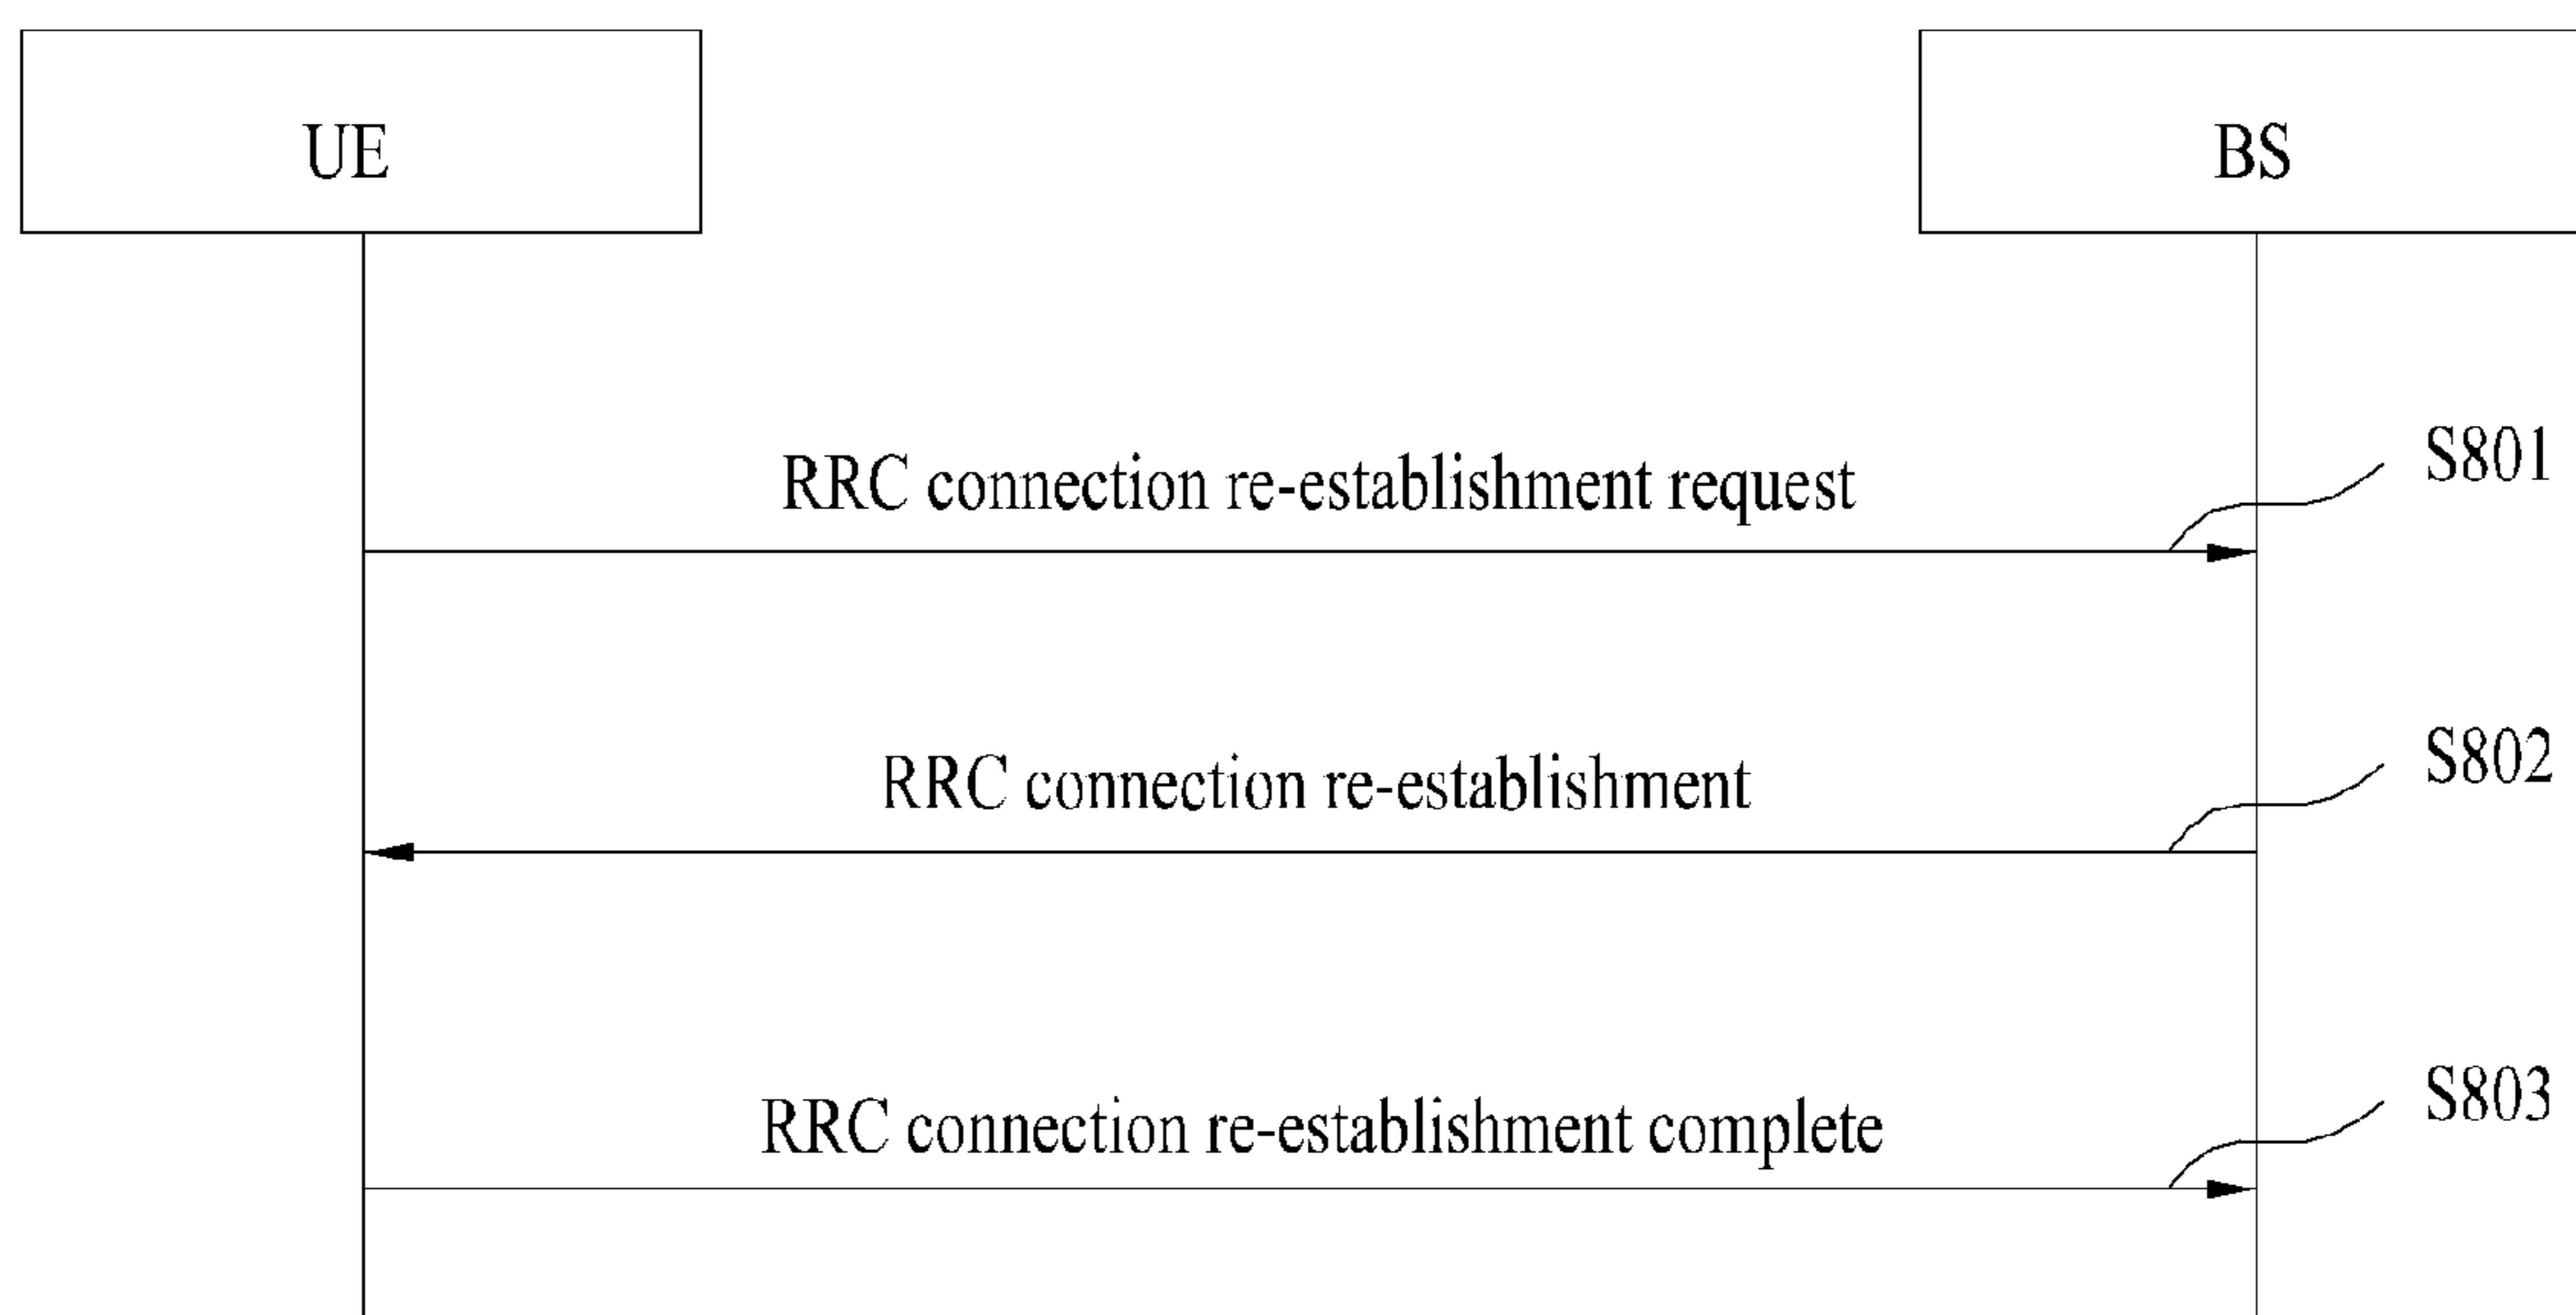 UE
BS
RRC connection re-establishment request
S801
RRC connection re-establishment
S802
RRC connection re-establishment complete
S803